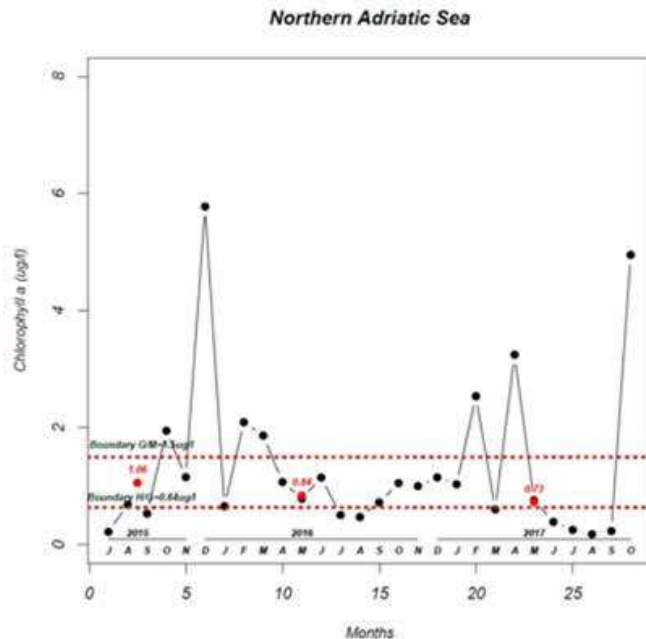 Northern Adriatic Sea
Chlorophyll a (ug/l)
8
6
4
2
0
Boundary G/M=1.5ug/l
1.06
0.84
0.73
Boundary H/G=0.64ug/l
2015 2016 2017
J A S O N D J F M A M J J A S O N D J F M A M J J A S O
0 5 10 15 20 25
Months